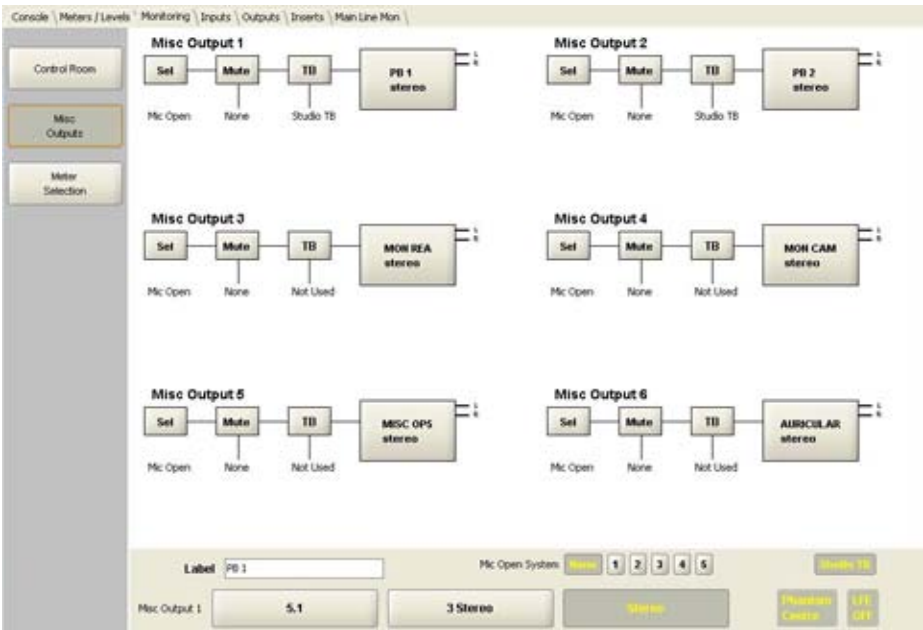 Console Meters / Levels Monitoring Inputs Outputs Inserts Main Line Mon
Control Room
Misc
Outputs
Meter
Selection
Misc Output 1
Sel Mute TB PB 1
stereo
L
R
Mic Open None Studio TB
Misc Output 2
Sel Mute TB PB 2
stereo
L
R
Mic Open None Studio TB
Misc Output 3
Sel Mute TB MON REA
stereo
L
R
Mic Open None Not Used
Misc Output 4
Sel Mute TB MON CAM
stereo
L
R
Mic Open None Not Used
Misc Output 5
Sel Mute TB MISC OPS
stereo
L
R
Mic Open None Not Used
Misc Output 6
Sel Mute TB AURICULAR
stereo
L
R
Mic Open None Not Used
Label PB 1 Mic Open System None 1 2 3 4 5 Studio TB
Misc Output 1 5.1 3 Stereo Stereo Phantom
Centre
LFE
OFF